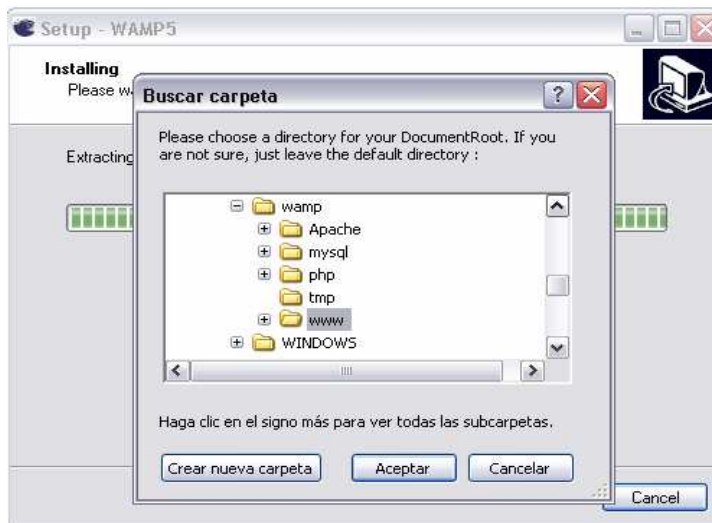 Setup - WAMP5
Installing
Please w
Buscar carpeta
Please choose a directory for your DocumentRoot. If you
are not sure, just leave the default directory :
Extracting
wamp
Apache
mysql
php
tmp
www
WINDOWS
Haga clic en el signo más para ver todas las subcarpetas.
Crear nueva carpeta Aceptar Cancelar
Cancel